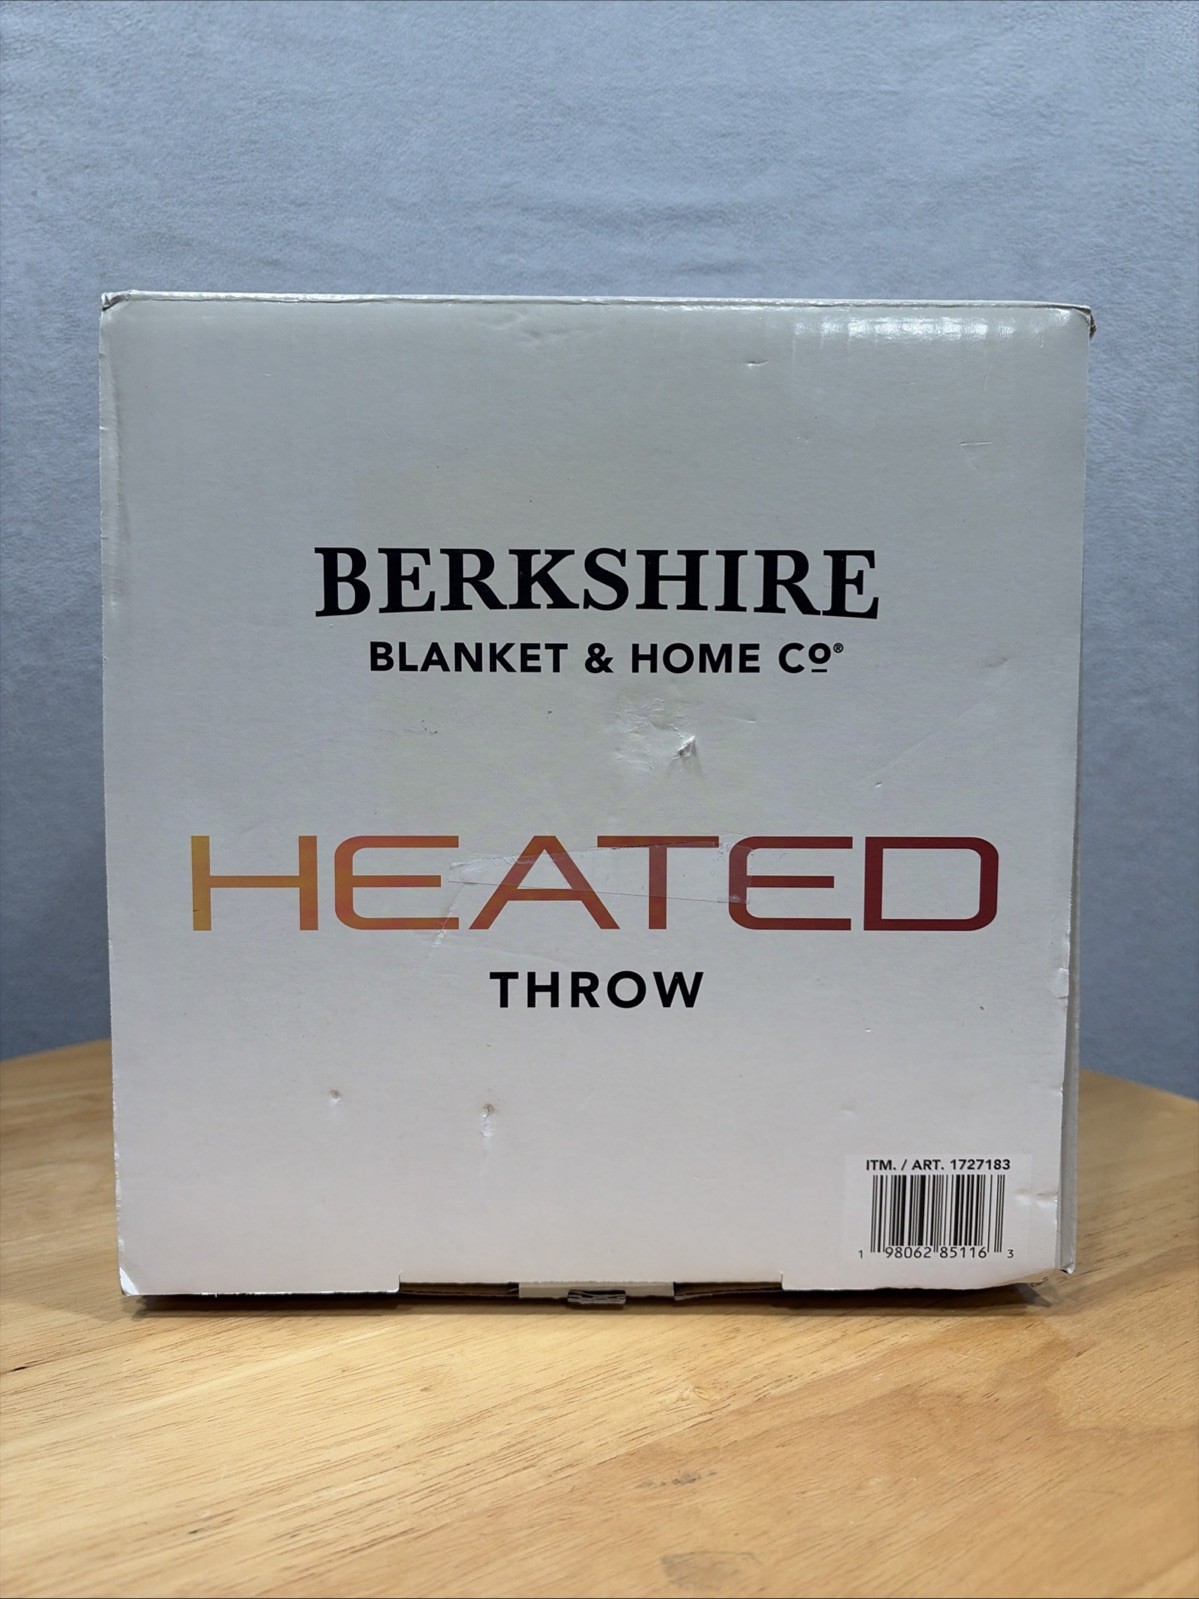 BERKSHIRE
BLANKET & HOME Cº®
HEATED
THROW
ITM. / ART. 1727183
1 98062 85116 3